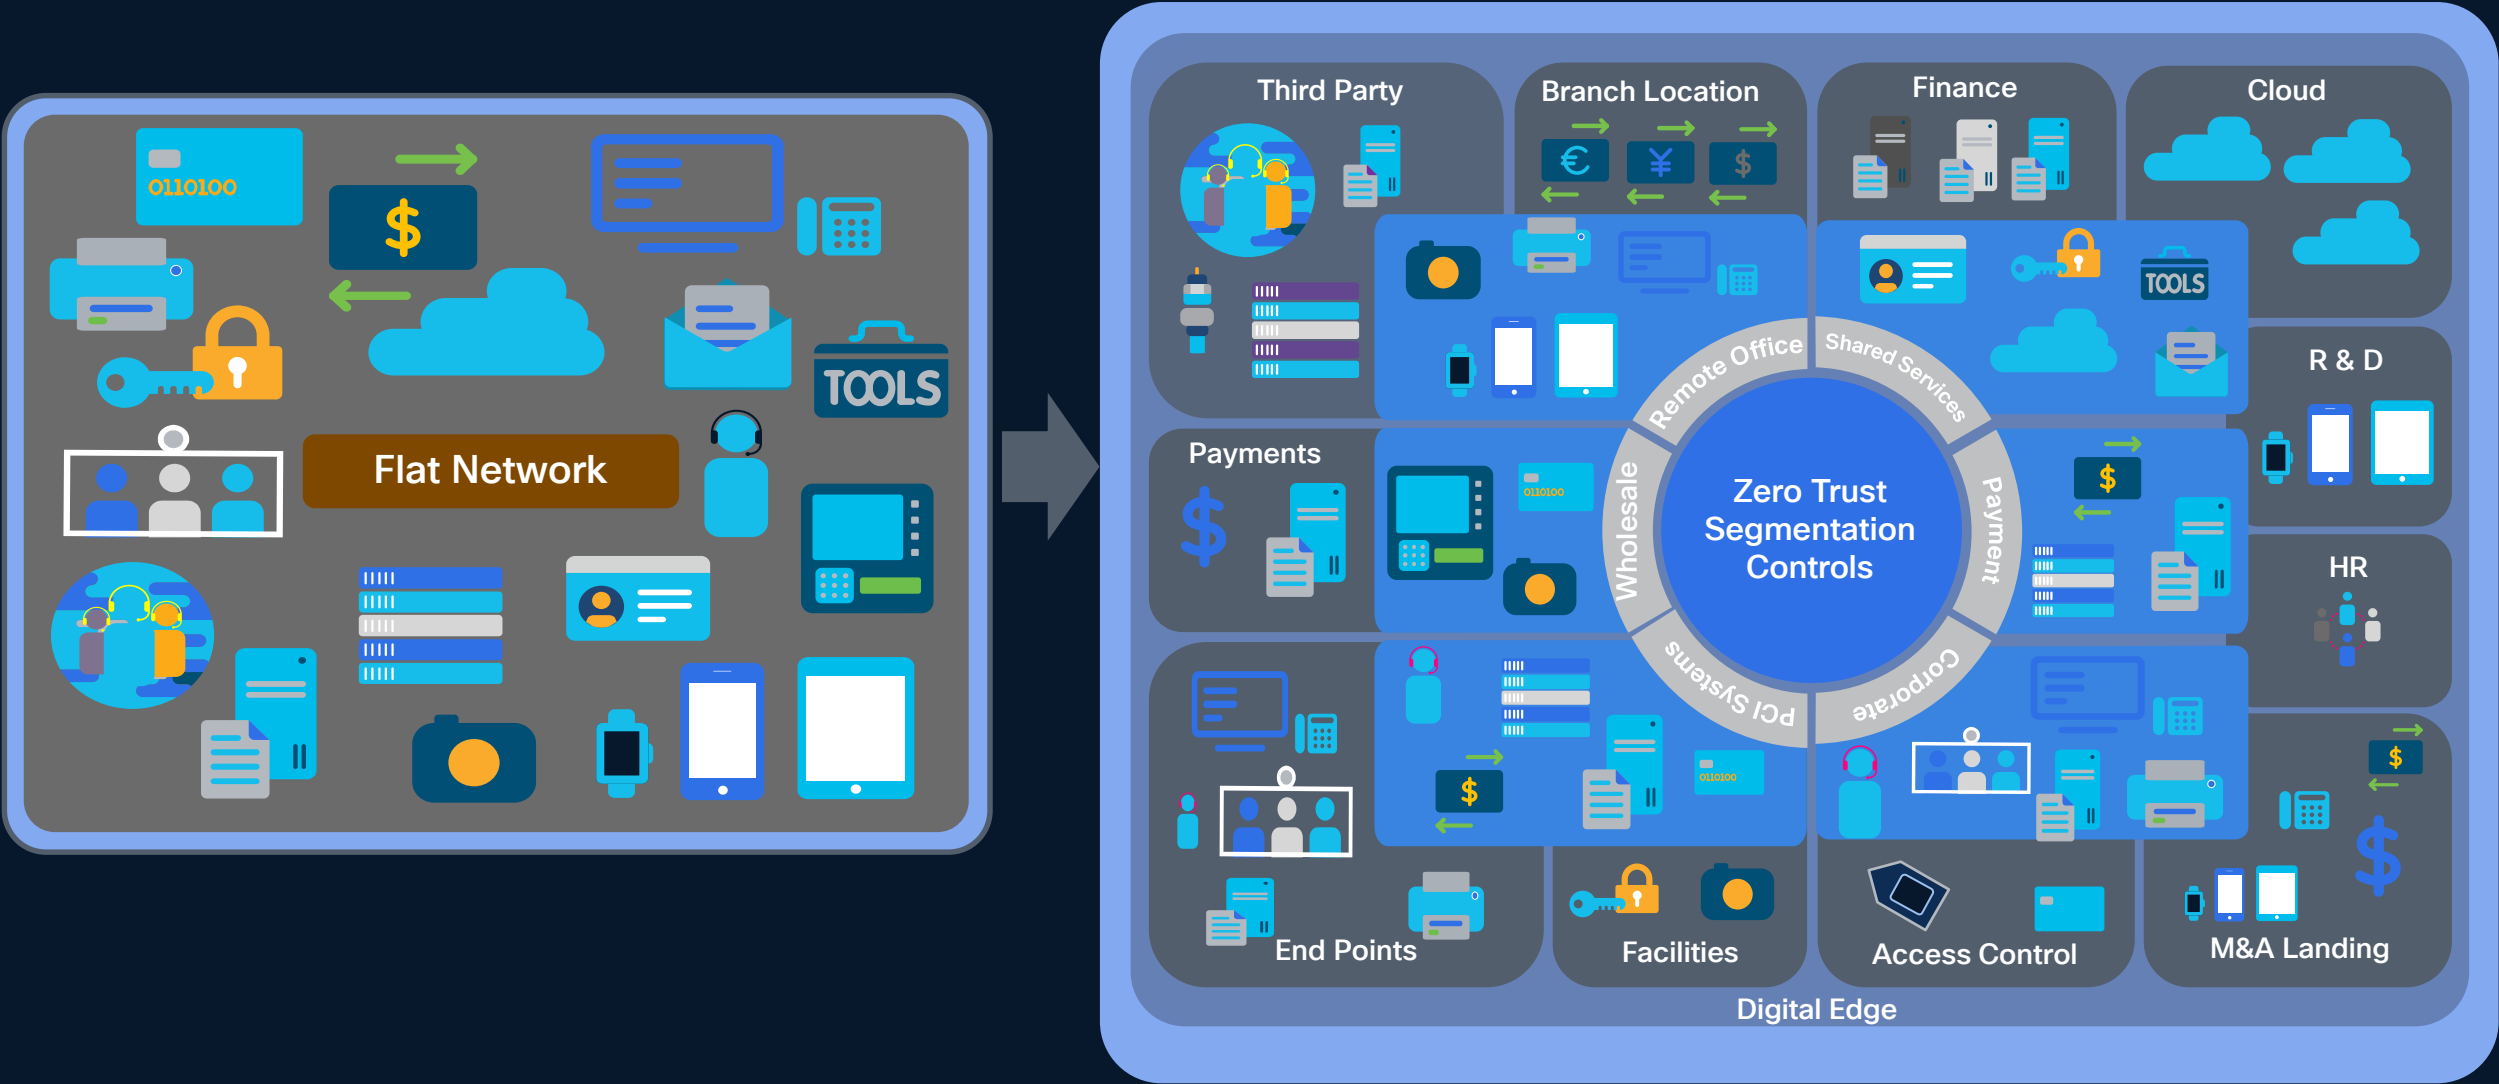 0110100
$
TOOLS
Flat Network
Third Party
Branch Location
Finance
Cloud
€
¥
$
TOOLS
Remote Office
Shared Services
R & D
Payments
$
0110100
Wholesale
Zero Trust
Segmentation
Controls
Payment
$
HR
PCI Systems
Corporate
$
0110100
$
$
End Points
Facilities
Access Control
M&A Landing
Digital Edge